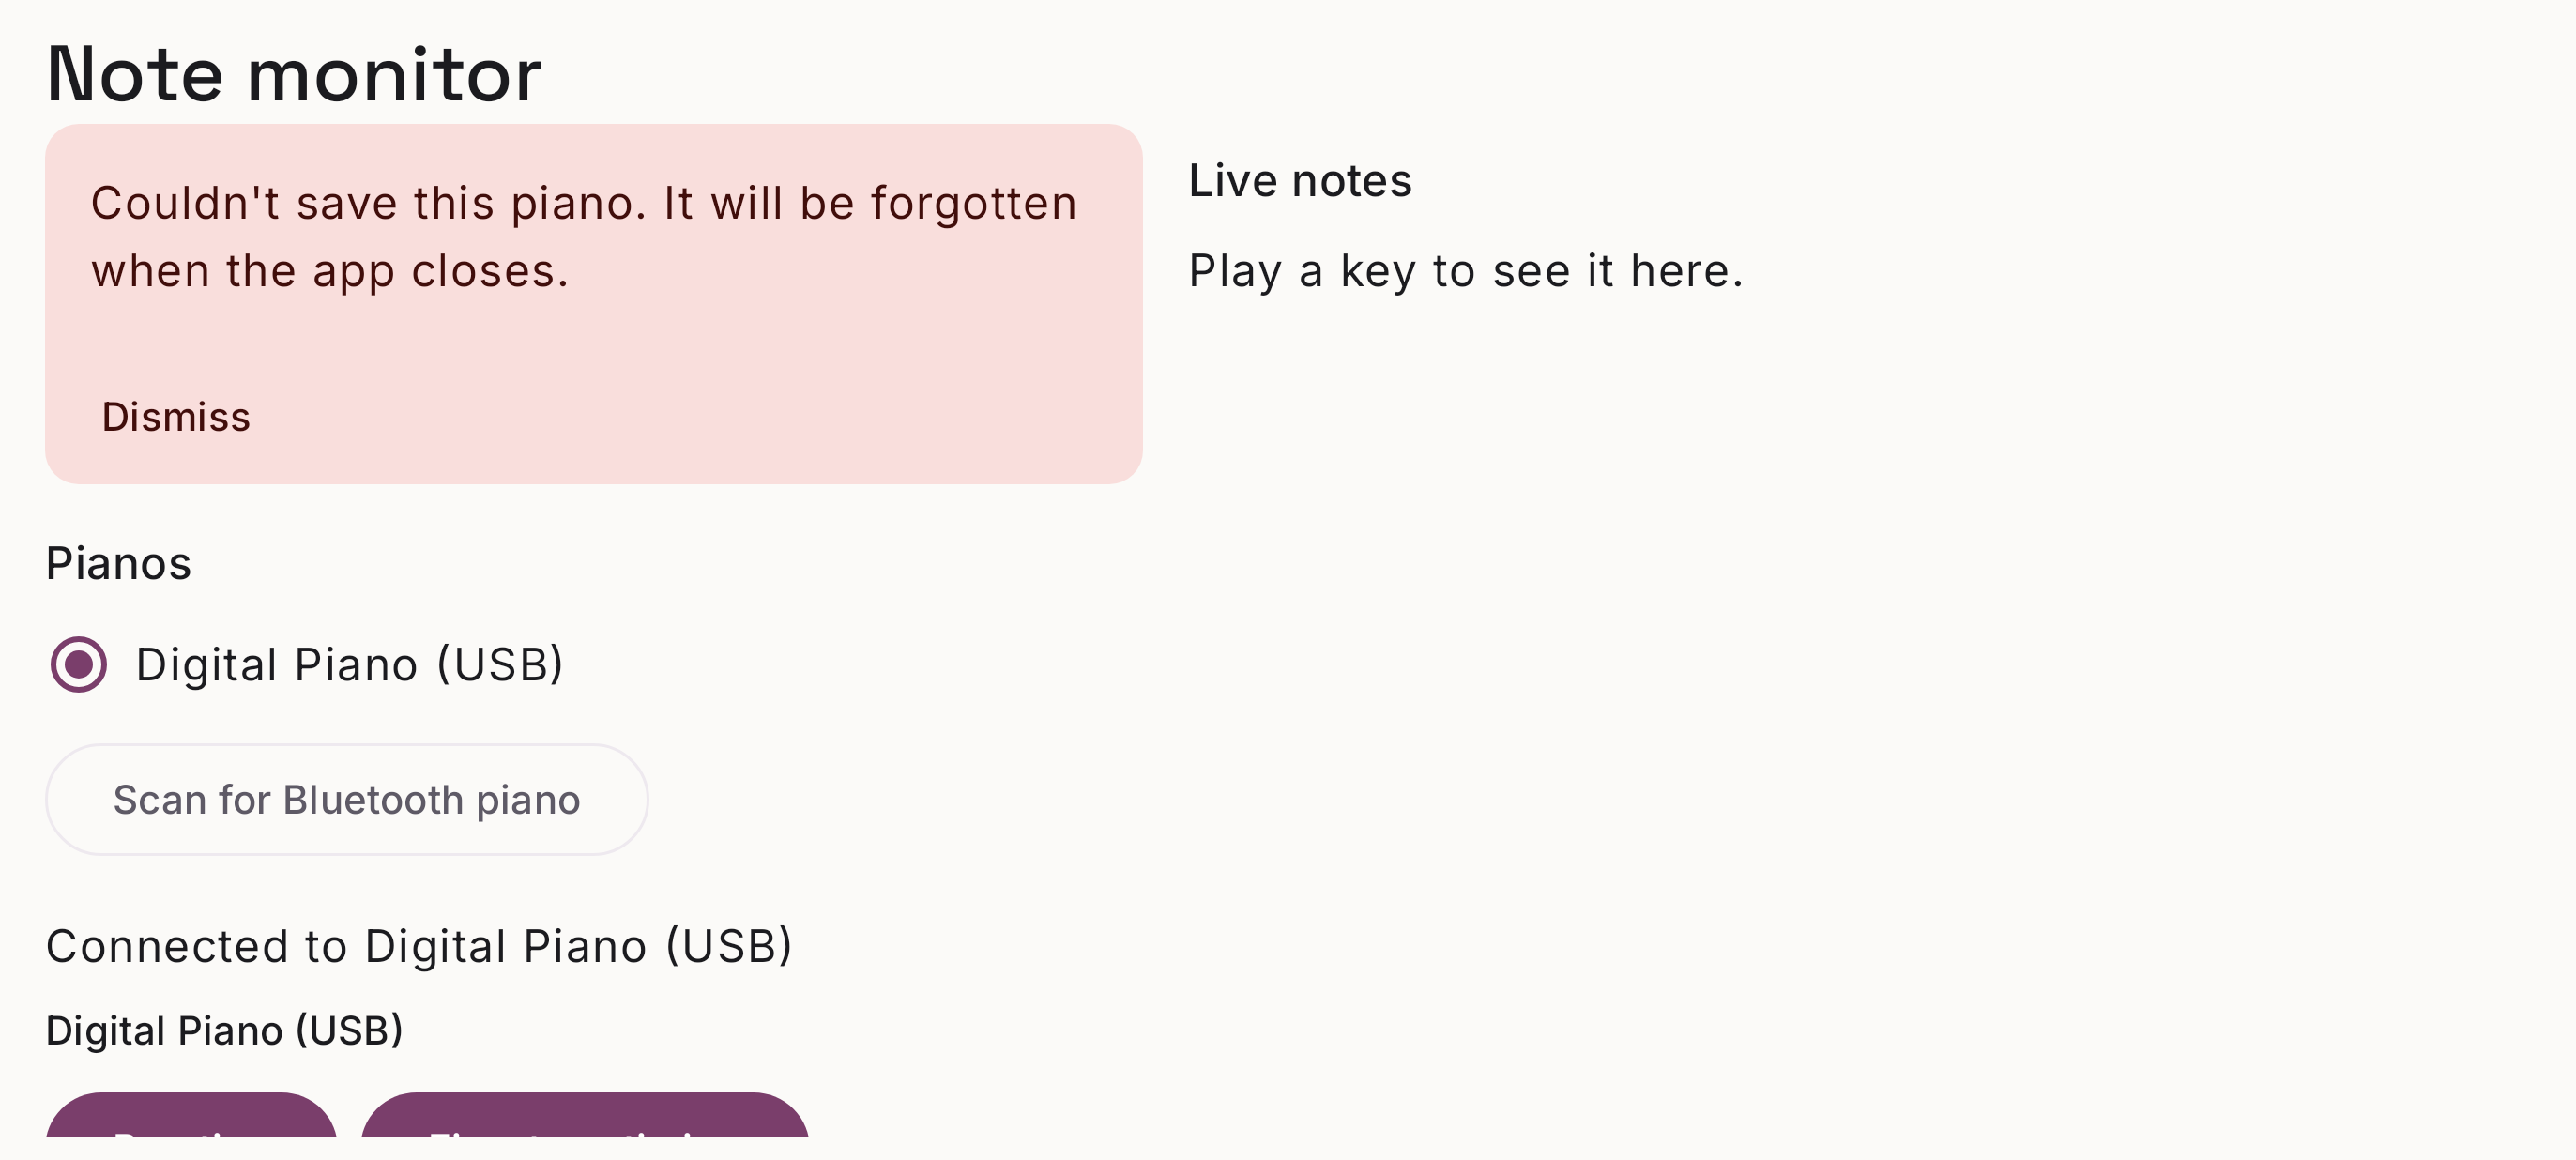 Note monitor
Couldn't save this piano. It will be forgotten
when the app closes.
Dismiss
Pianos
Digital Piano (USB)
Scan for Bluetooth piano
Connected to Digital Piano (USB)
Digital Piano (USB)
Live notes
Play a key to see it here.